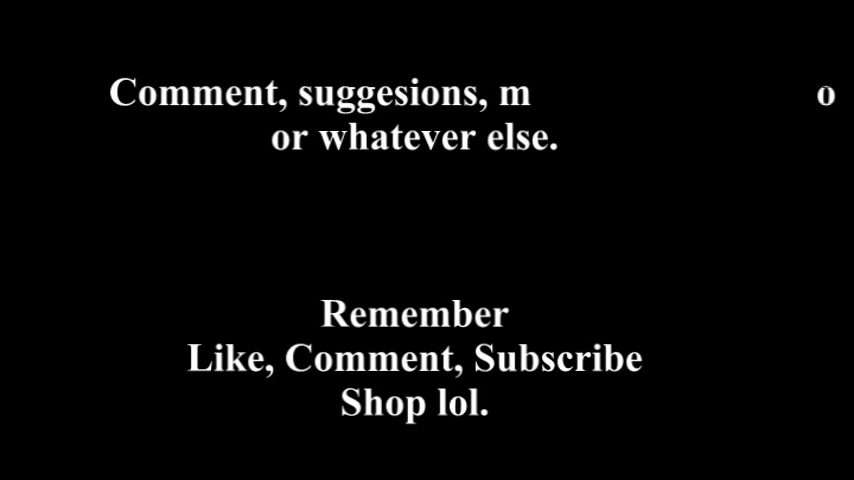 Comment, suggesions, m o
or whatever else.
Remember
Like, Comment, Subscribe
Shop lol.